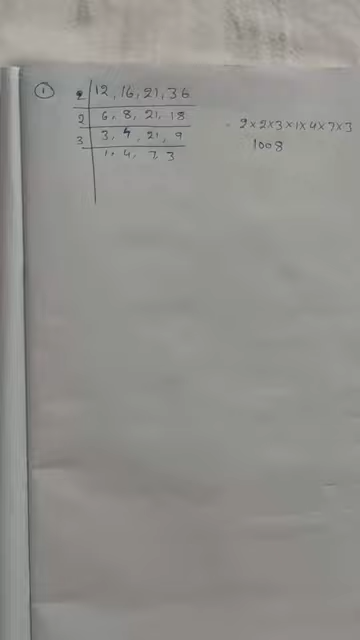 ① 2 | 12, 16, 21, 36
2 | 6, 8, 21, 18
3 | 3, 4, 21, 9
1, 4, 7, 3
= 2×2×3×1×4×7×3
1008